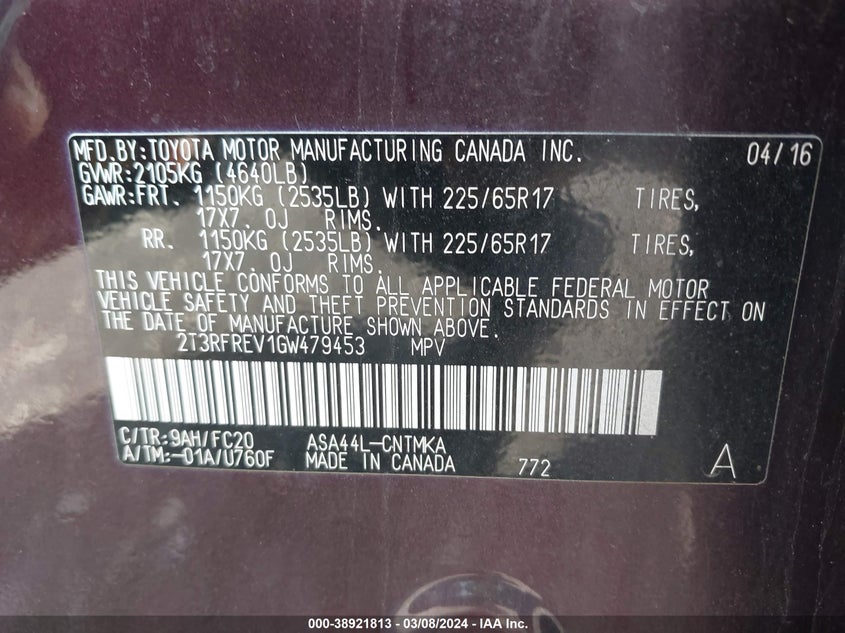 MFD.BY:TOYOTA MOTOR MANUFACTURING CANADA INC. 04/16
GVWR:2105KG (4640LB)
GAWR:FRT. 1150KG (2535LB) WITH 225/65R17 TIRES,
17X7. 0J RIMS.
RR. 1150KG (2535LB) WITH 225/65R17 TIRES,
17X7. 0J RIMS.
THIS VEHICLE CONFORMS TO ALL APPLICABLE FEDERAL MOTOR
VEHICLE SAFETY AND THEFT PREVENTION STANDARDS IN EFFECT ON
THE DATE OF MANUFACTURE SHOWN ABOVE.
2T3RFREV1GW479453 MPV
C/TR:9AH/FC20 ASA44L-CNTMKA
A/TM:-01A/U760F MADE IN CANADA 772 A
000-38921813 - 03/08/2024 - IAA Inc.